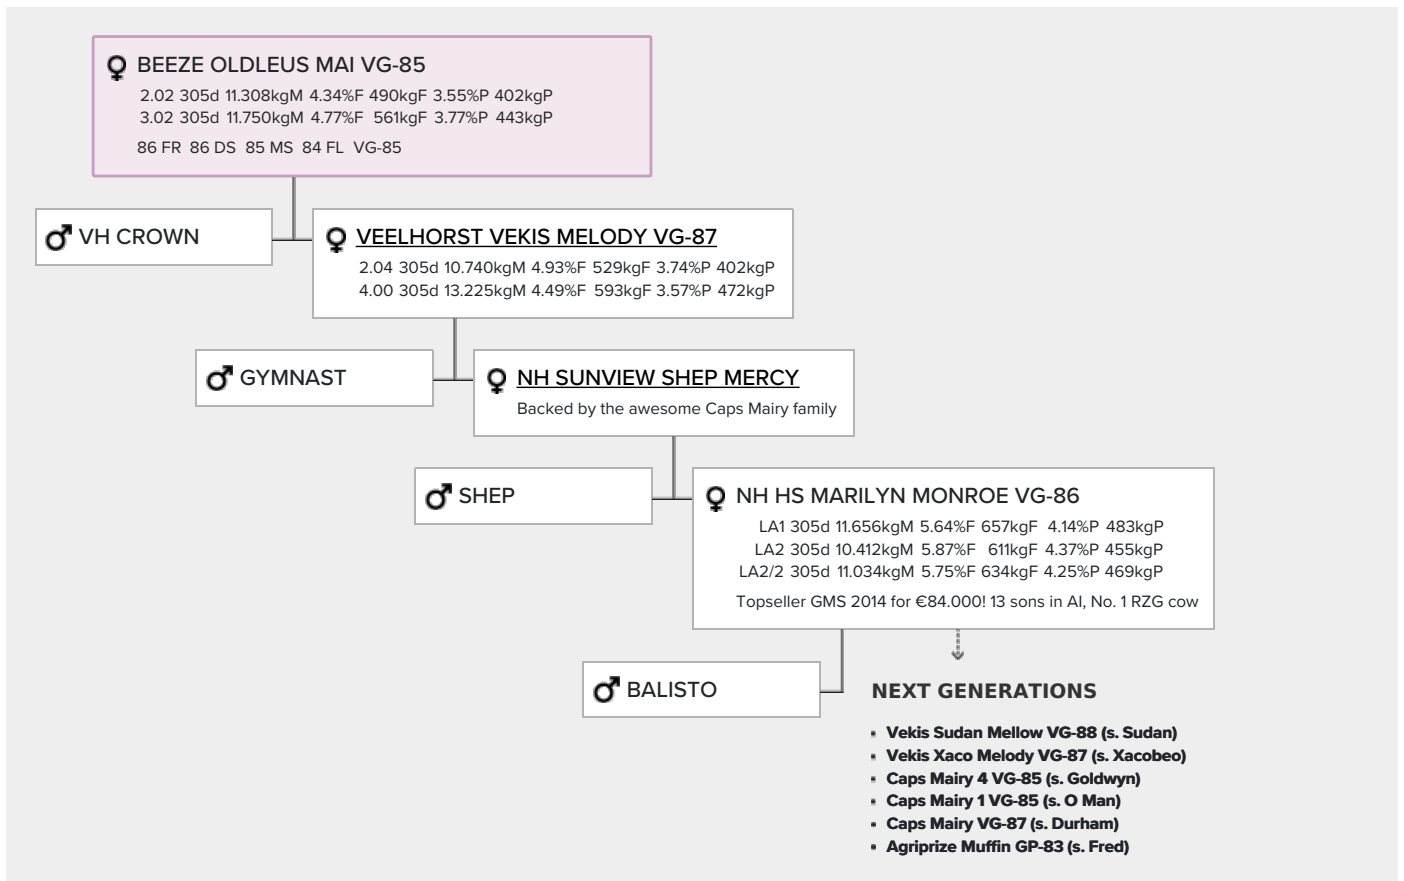 BEEZE OLDLEUS MAI VG-85
2.02 305d 11.308kgM 4.34%F 490kgF 3.55%P 402kgP
3.02 305d 11.750kgM 4.77%F 561kgF 3.77%P 443kgP
86 FR 86 DS 85 MS 84 FL VG-85
VH CROWN
VEELHORST VEKIS MELODY VG-87
2.04 305d 10.740kgM 4.93%F 529kgF 3.74%P 402kgP
4.00 305d 13.225kgM 4.49%F 593kgF 3.57%P 472kgP
GYMNAST
NH SUNVIEW SHEP MERCY
Backed by the awesome Caps Mairy family
SHEP
NH HS MARILYN MONROE VG-86
LA1 305d 11.656kgM 5.64%F 657kgF 4.14%P 483kgP
LA2 305d 10.412kgM 5.87%F 611kgF 4.37%P 455kgP
LA2/2 305d 11.034kgM 5.75%F 634kgF 4.25%P 469kgP
Topseller GMS 2014 for €84.000! 13 sons in AI, No. 1 RZG cow
BALISTO
NEXT GENERATIONS
Vekis Sudan Mellow VG-88 (s. Sudan)
Vekis Xaco Melody VG-87 (s. Xacobeo)
Caps Mairy 4 VG-85 (s. Goldwyn)
Caps Mairy 1 VG-85 (s. O Man)
Caps Mairy VG-87 (s. Durham)
Agriprize Muffin GP-83 (s. Fred)